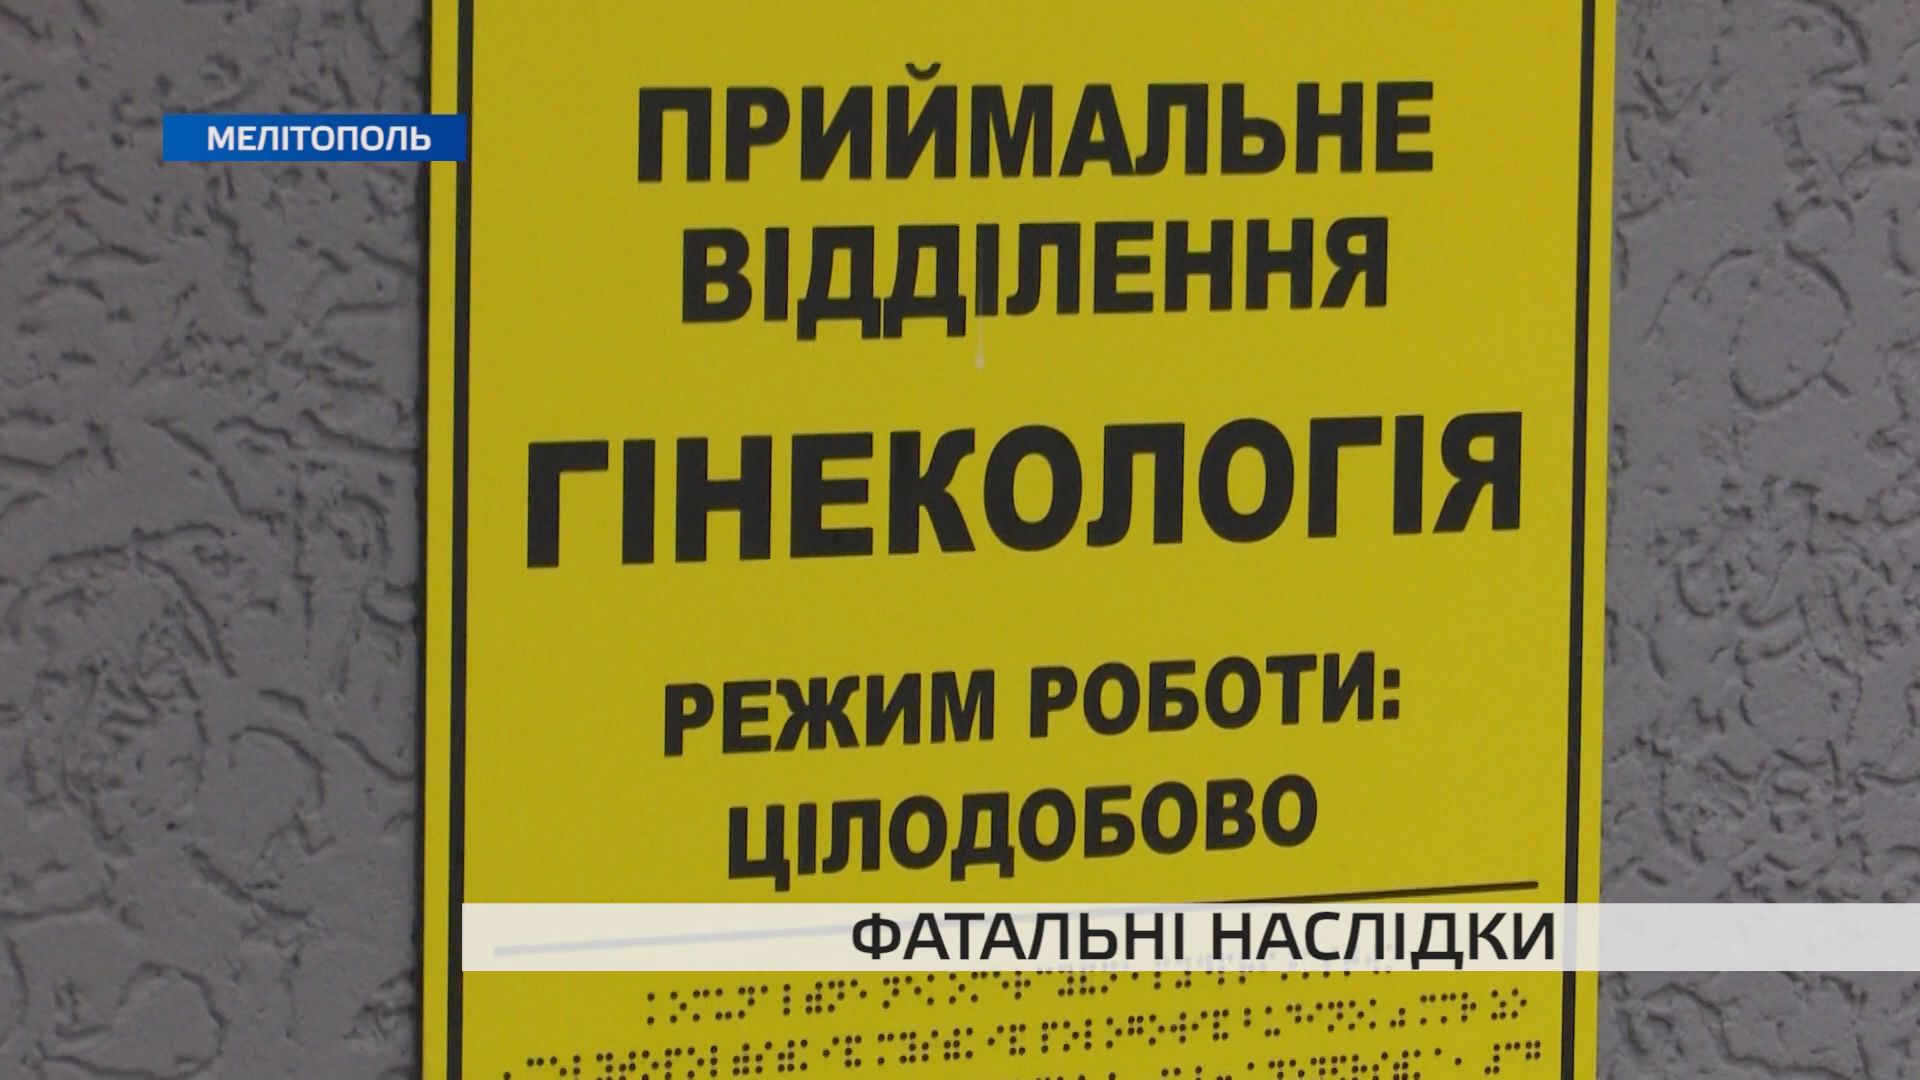 ПРИЙМАЛЬНЕ
МЕЛІТОПОЛЬ
ВІДДІЛЕННЯ
ГІНЕКОЛОГІЯ
РЕЖИМ РОБОТИ:
ЦІЛОДОБОВО
ФАТАЛЬНІ НАСЛІДКИ